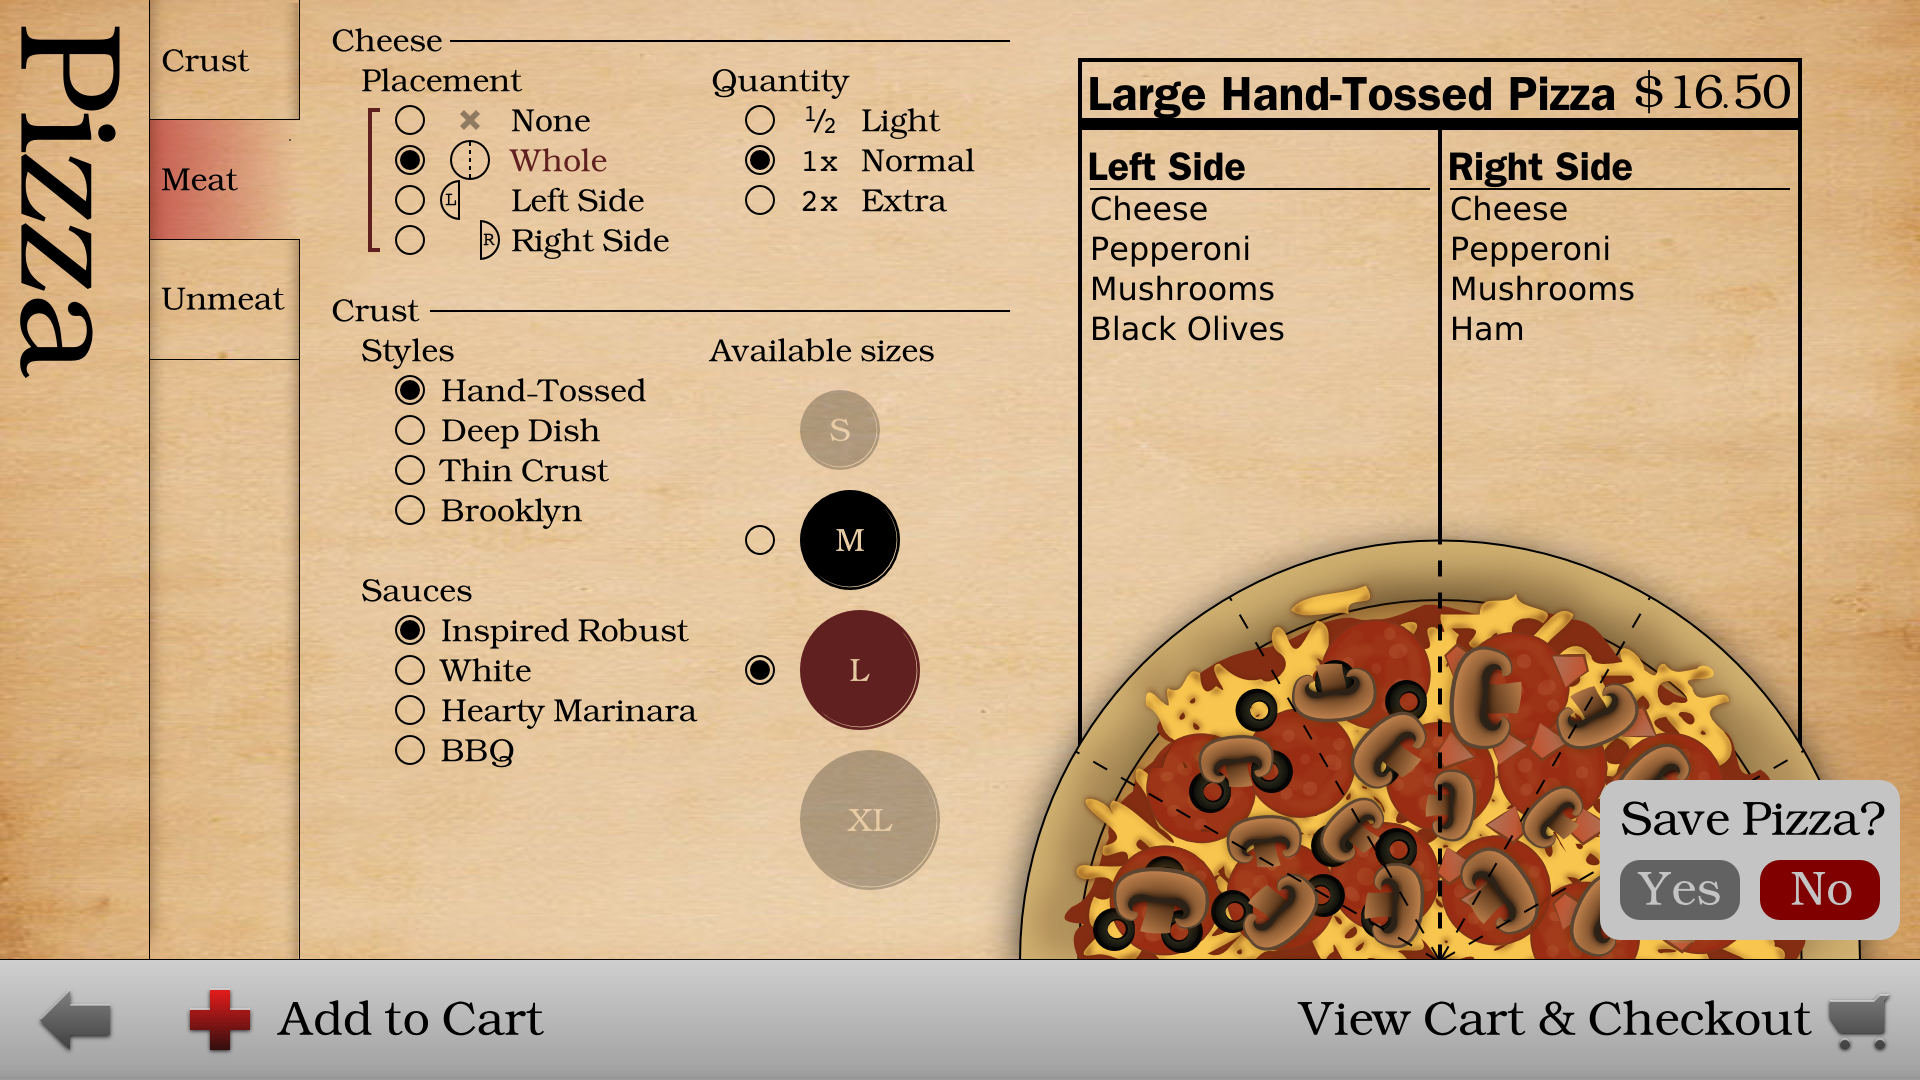 Pizza
Crust
Meat
Unmeat
Cheese
Placement
None
Whole
L Left Side
R Right Side
Quantity
½ Light
1x Normal
2x Extra
Crust
Styles
Hand-Tossed
Deep Dish
Thin Crust
Brooklyn
Sauces
Inspired Robust
White
Hearty Marinara
BBQ
Available sizes
S
M
L
XL
Large Hand-Tossed Pizza $16.50
Left Side
Cheese
Pepperoni
Mushrooms
Black Olives
Right Side
Cheese
Pepperoni
Mushrooms
Ham
Save Pizza?
Yes No
Add to Cart
View Cart & Checkout